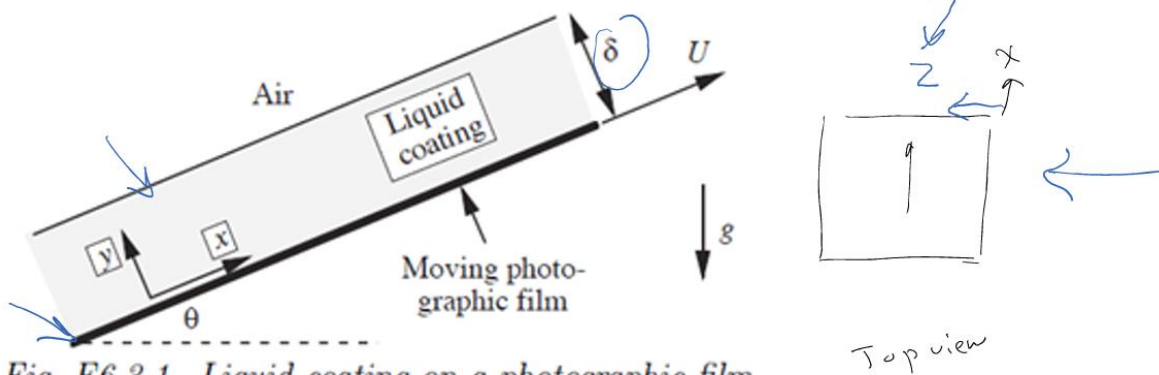 δ
U
Air
Liquid
coating
z
x
y
x
g
Moving photo-
graphic film
θ
Top view
Fig. E6.3.1 Liquid coating on a photographic film